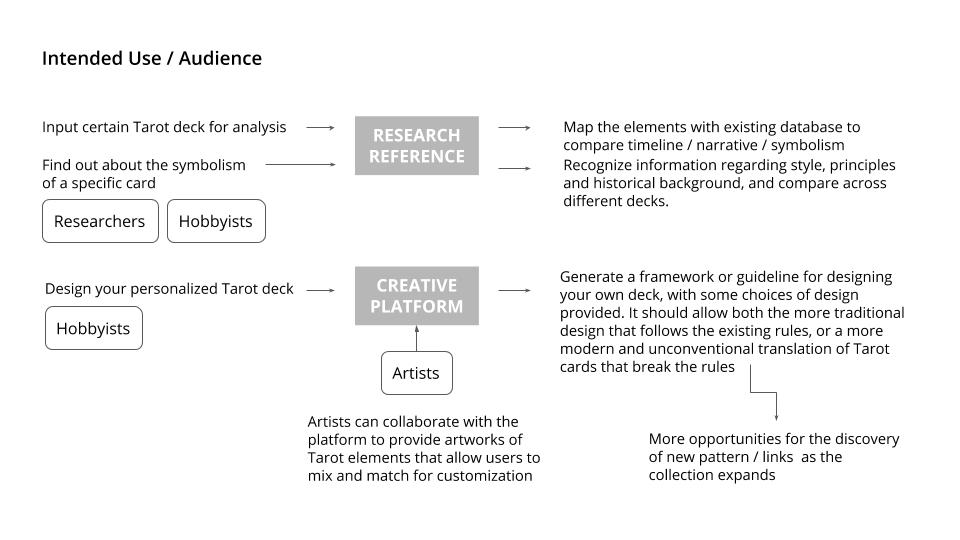 Intended Use / Audience
Input certain Tarot deck for analysis
Find out about the symbolism
of a specific card
Researchers
Hobbyists
RESEARCH
REFERENCE
Map the elements with existing database to
compare timeline / narrative / symbolism
Recognize information regarding style, principles
and historical background, and compare across
different decks.
Design your personalized Tarot deck
Hobbyists
CREATIVE
PLATFORM
Artists
Artists can collaborate with the
platform to provide artworks of
Tarot elements that allow users to
mix and match for customization
Generate a framework or guideline for designing
your own deck, with some choices of design
provided. It should allow both the more traditional
design that follows the existing rules, or a more
modern and unconventional translation of Tarot
cards that break the rules
More opportunities for the discovery
of new pattern / links  as the
collection expands